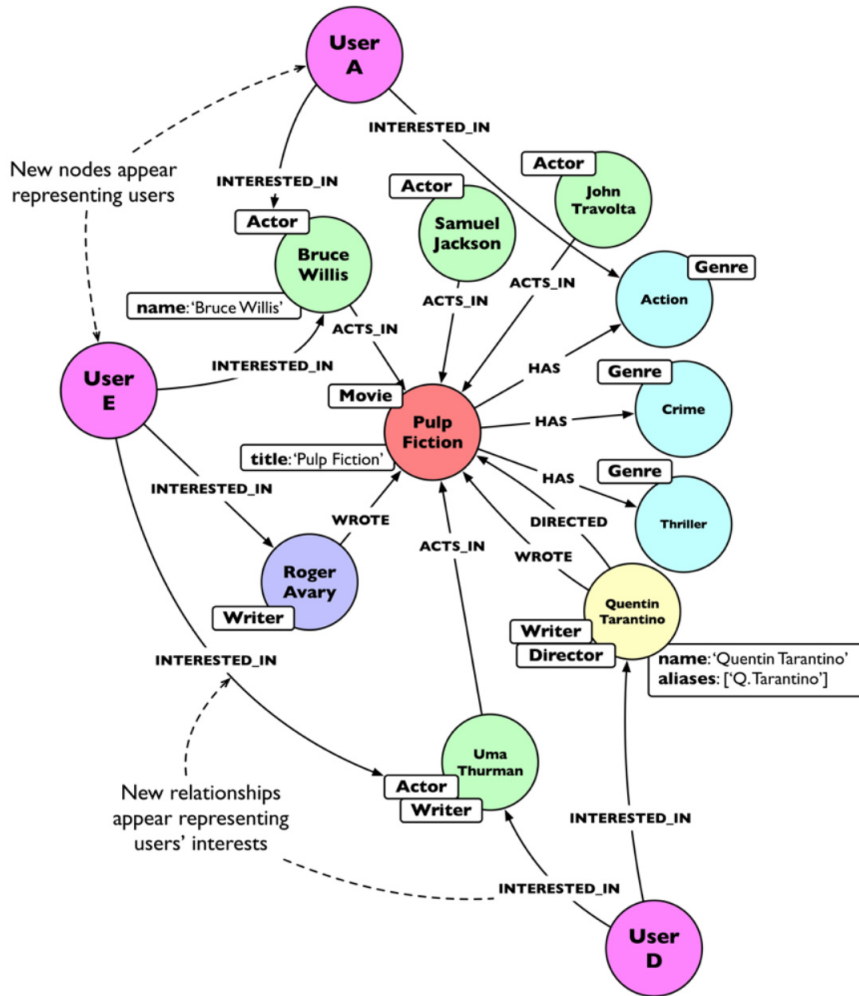 User
A
INTERESTED_IN
New nodes appear
representing users
INTERESTED_IN
Actor
John
Travolta
Actor
Samuel
Jackson
Actor
Bruce
Willis
name:'Bruce Willis'
Genre
Action
ACTS_IN
ACTS_IN
ACTS_IN
INTERESTED_IN
User
E
HAS
Genre
Crime
Movie
Pulp
Fiction
title:'Pulp Fiction'
HAS
HAS
Genre
Thriller
INTERESTED_IN
WROTE
DIRECTED
WROTE
ACTS_IN
Roger
Avary
Writer
Quentin
Tarantino
Writer
Director
name:'Quentin Tarantino'
aliases: ['Q.Tarantino']
INTERESTED_IN
Uma
Thurman
Actor
Writer
New relationships
appear representing
users' interests
INTERESTED_IN
INTERESTED_IN
User
D